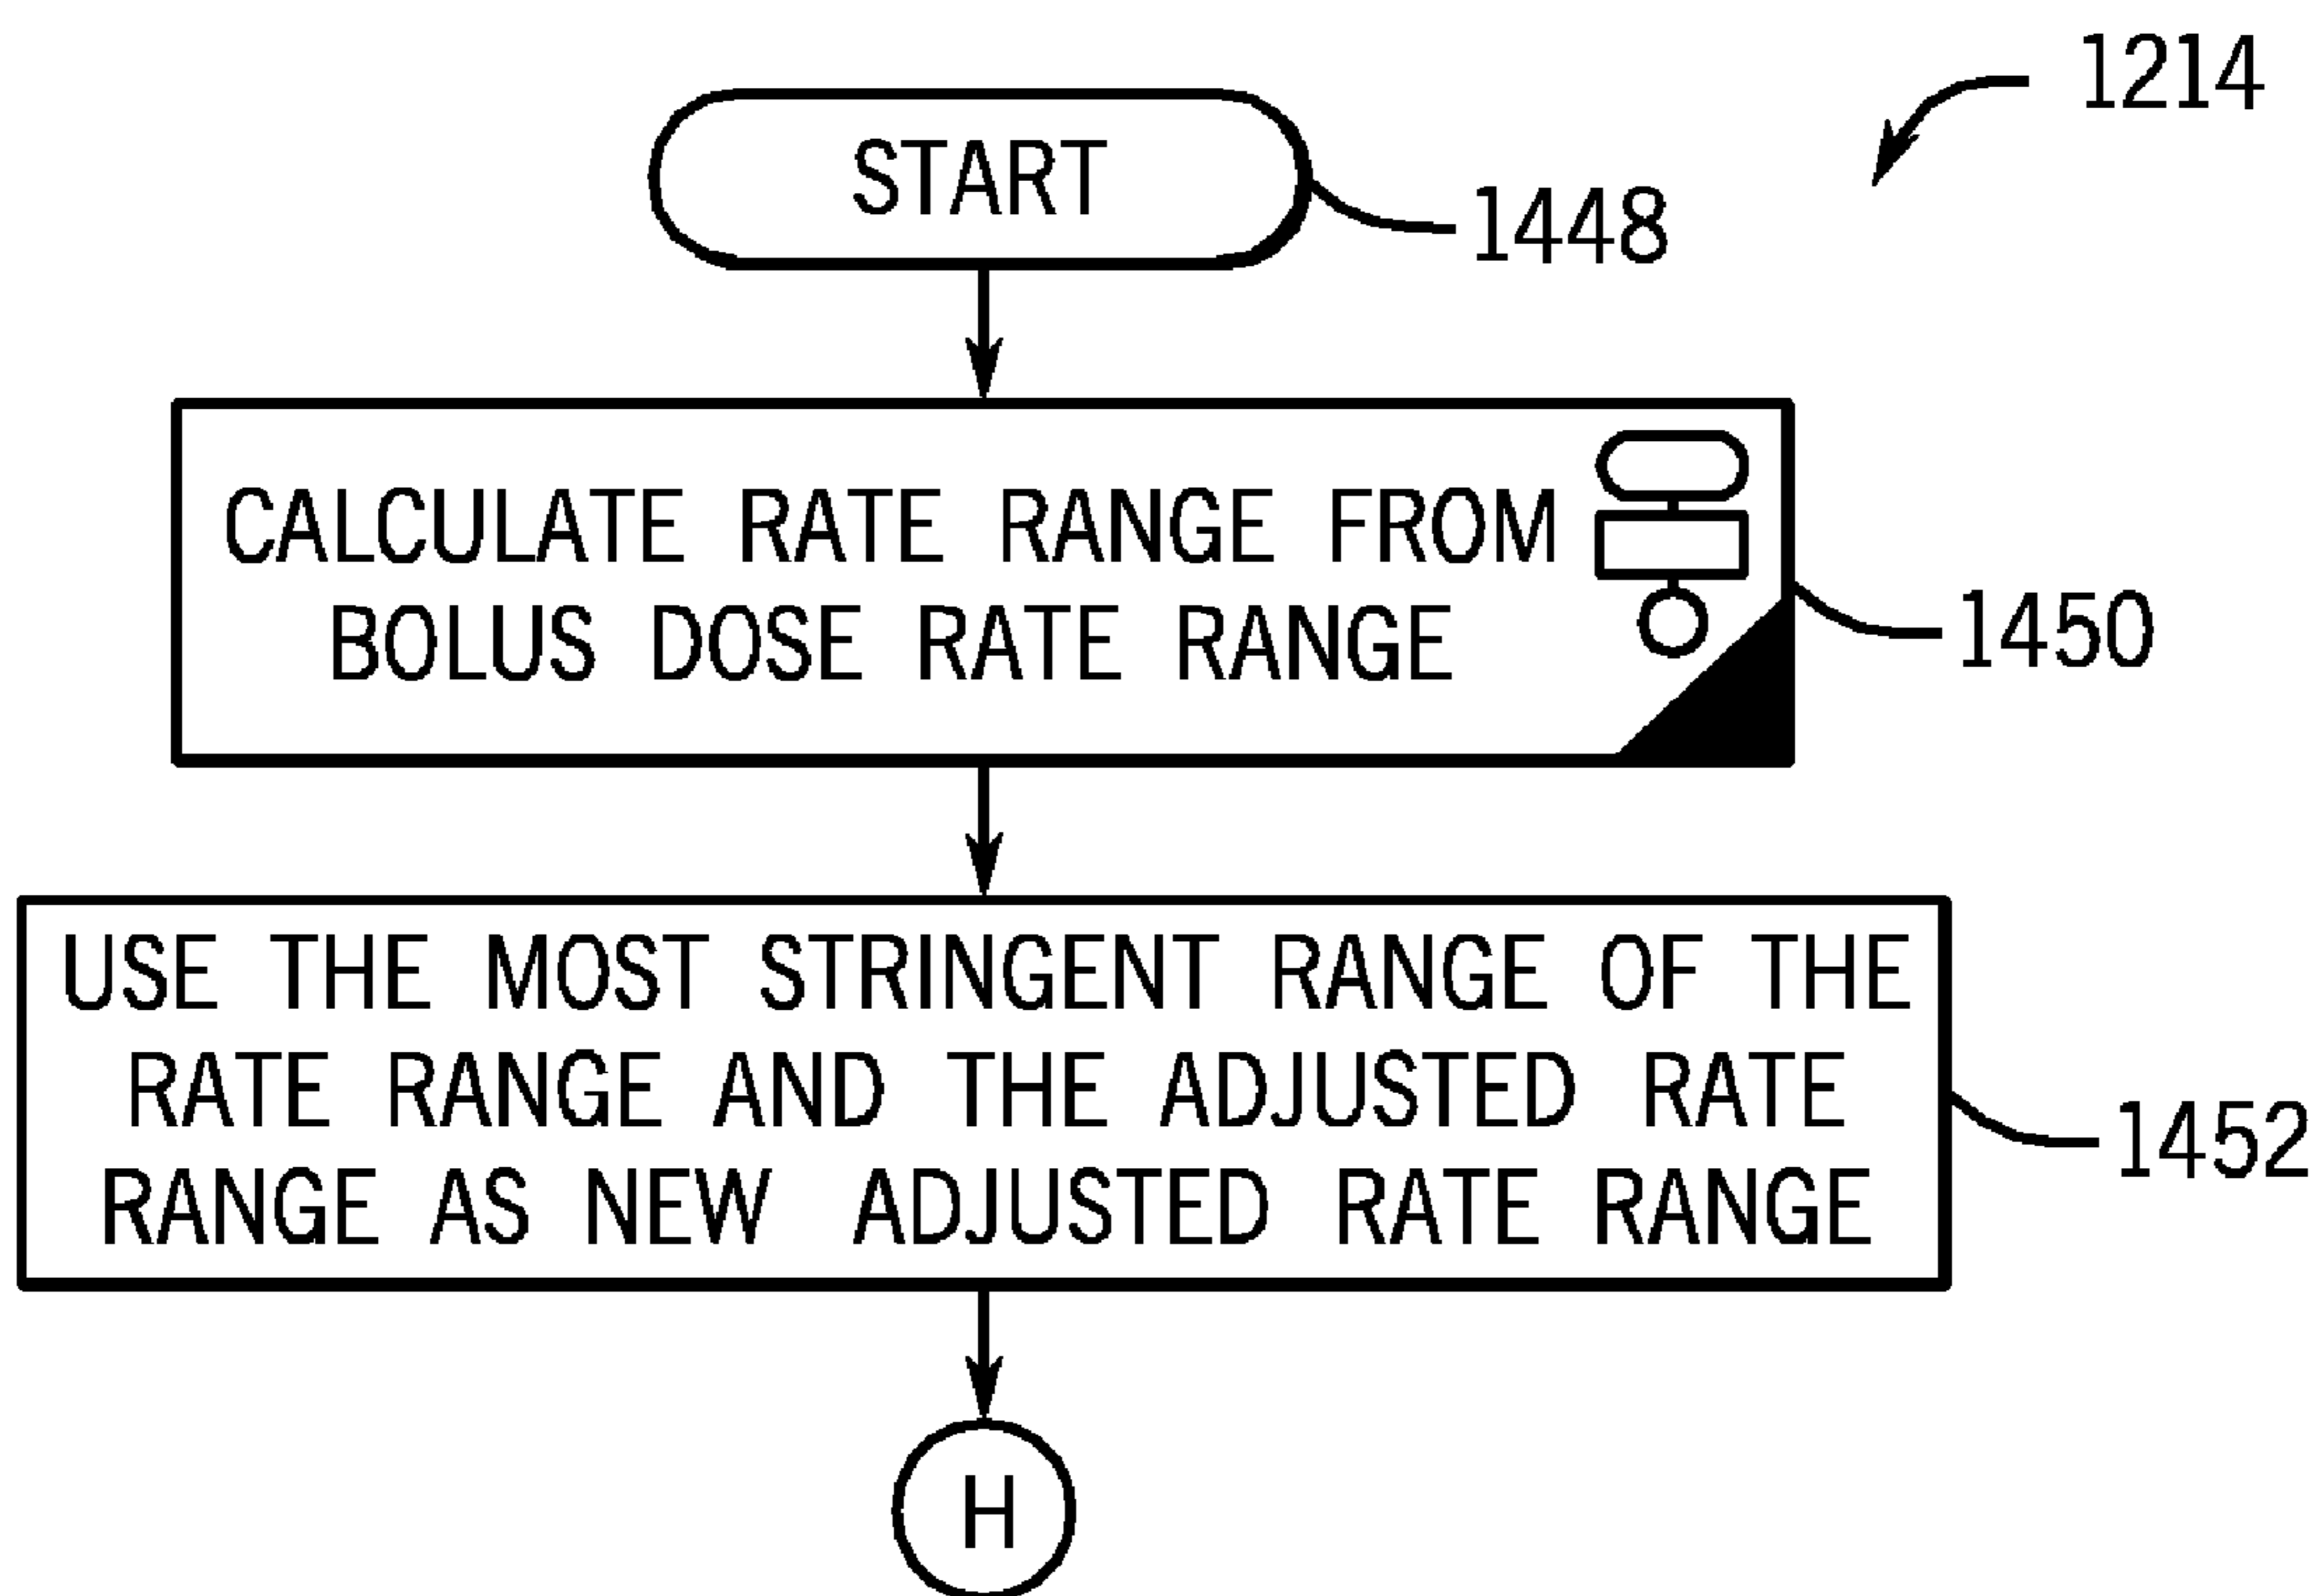 1214
START
1448
CALCULATE RATE RANGE FROM
BOLUS DOSE RATE RANGE
1450
USE THE MOST STRINGENT RANGE OF THE
RATE RANGE AND THE ADJUSTED RATE
RANGE AS NEW ADJUSTED RATE RANGE
1452
H